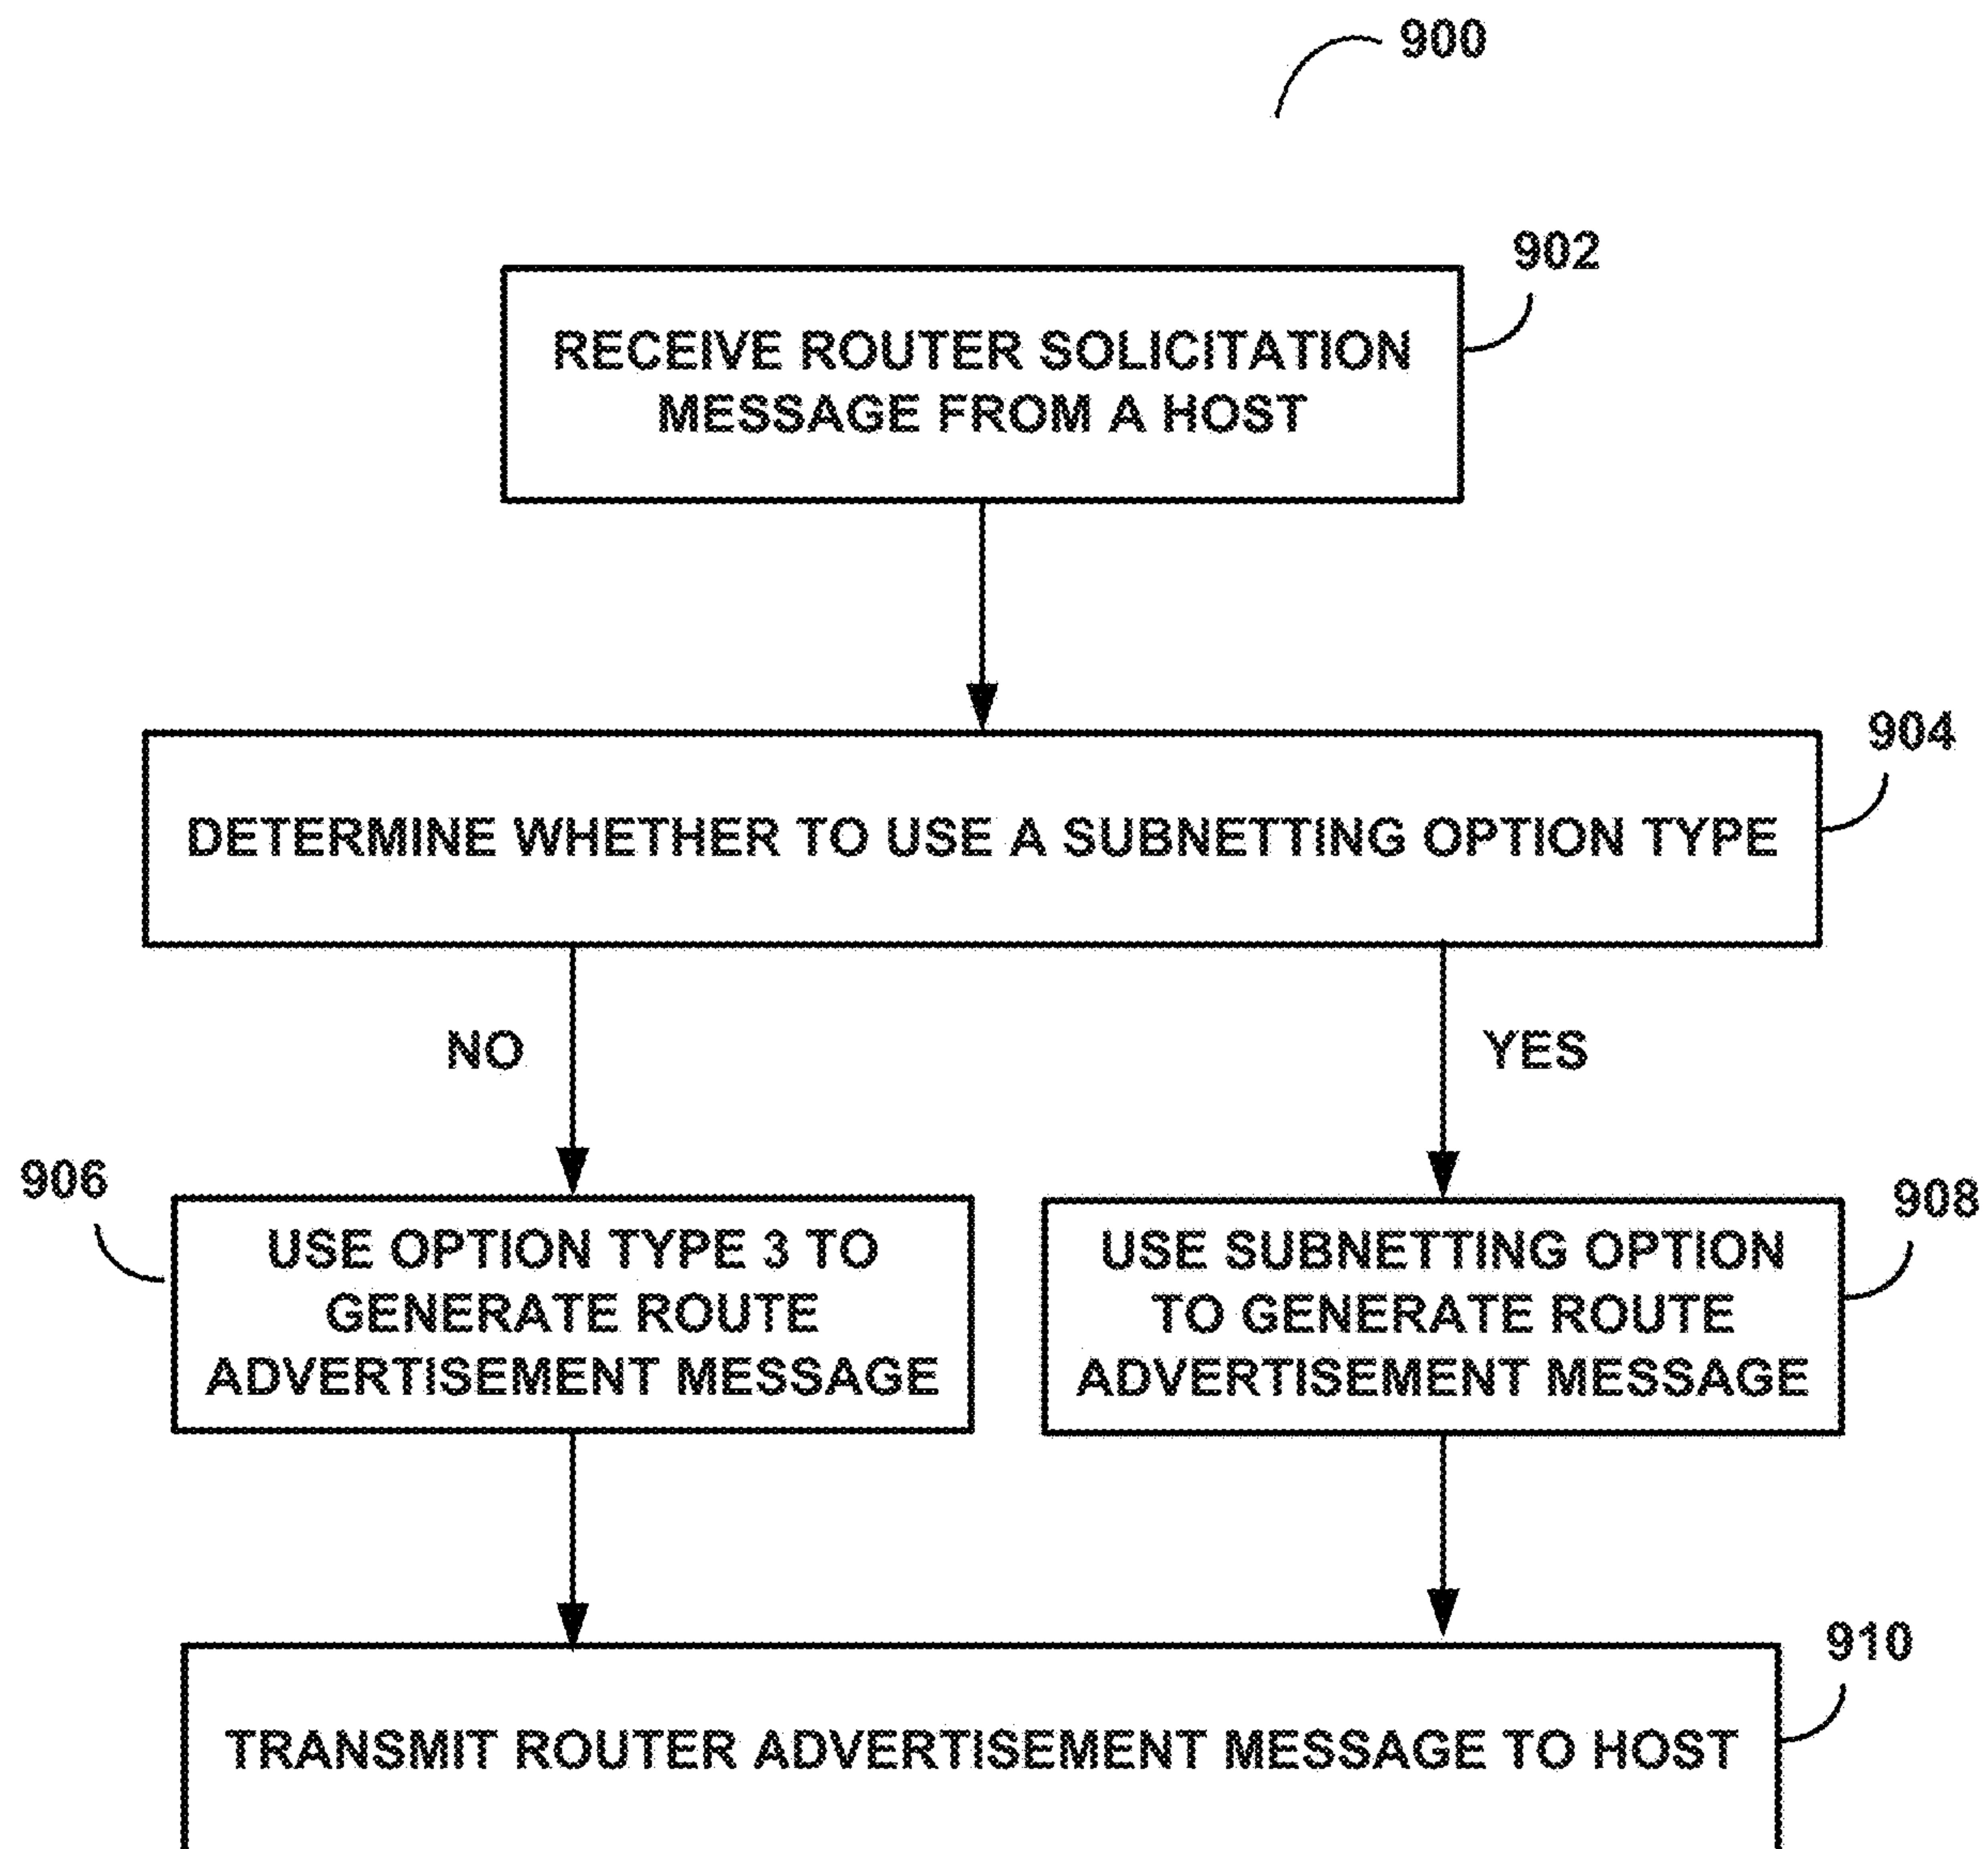 900
902
RECEIVE ROUTER SOLICITATION
MESSAGE FROM A HOST
904
DETERMINE WHETHER TO USE A SUBNETTING OPTION TYPE
NO
YES
906
USE OPTION TYPE 3 TO
GENERATE ROUTE
ADVERTISEMENT MESSAGE
908
USE SUBNETTING OPTION
TO GENERATE ROUTE
ADVERTISEMENT MESSAGE
910
TRANSMIT ROUTER ADVERTISEMENT MESSAGE TO HOST